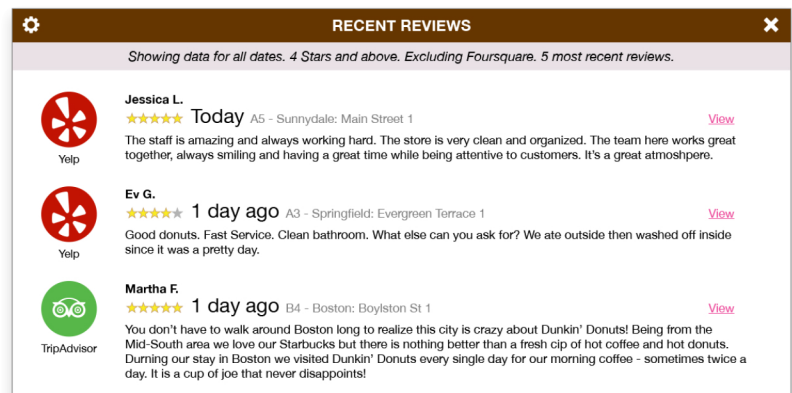 RECENT REVIEWS
Showing data for all dates. 4 Stars and above. Excluding Foursquare. 5 most recent reviews.
Jessica L.
Today A5 - Sunnydale: Main Street 1 View
The staff is amazing and always working hard. The store is very clean and organized. The team here works great
together, always smiling and having a great time while being attentive to customers. It's a great atmoshpere.
Yelp
Ev G.
1 day ago A3 - Springfield: Evergreen Terrace 1 View
Good donuts. Fast Service. Clean bathroom. What else can you ask for? We ate outside then washed off inside
since it was a pretty day.
Yelp
Martha F.
1 day ago B4 - Boston: Boylston St 1 View
You don't have to walk around Boston long to realize this city is crazy about Dunkin' Donuts! Being from the
Mid-South area we love our Starbucks but there is nothing better than a fresh cip of hot coffee and hot donuts.
Durning our stay in Boston we visited Dunkin' Donuts every single day for our morning coffee - sometimes twice a
day. It is a cup of joe that never disappoints!
TripAdvisor